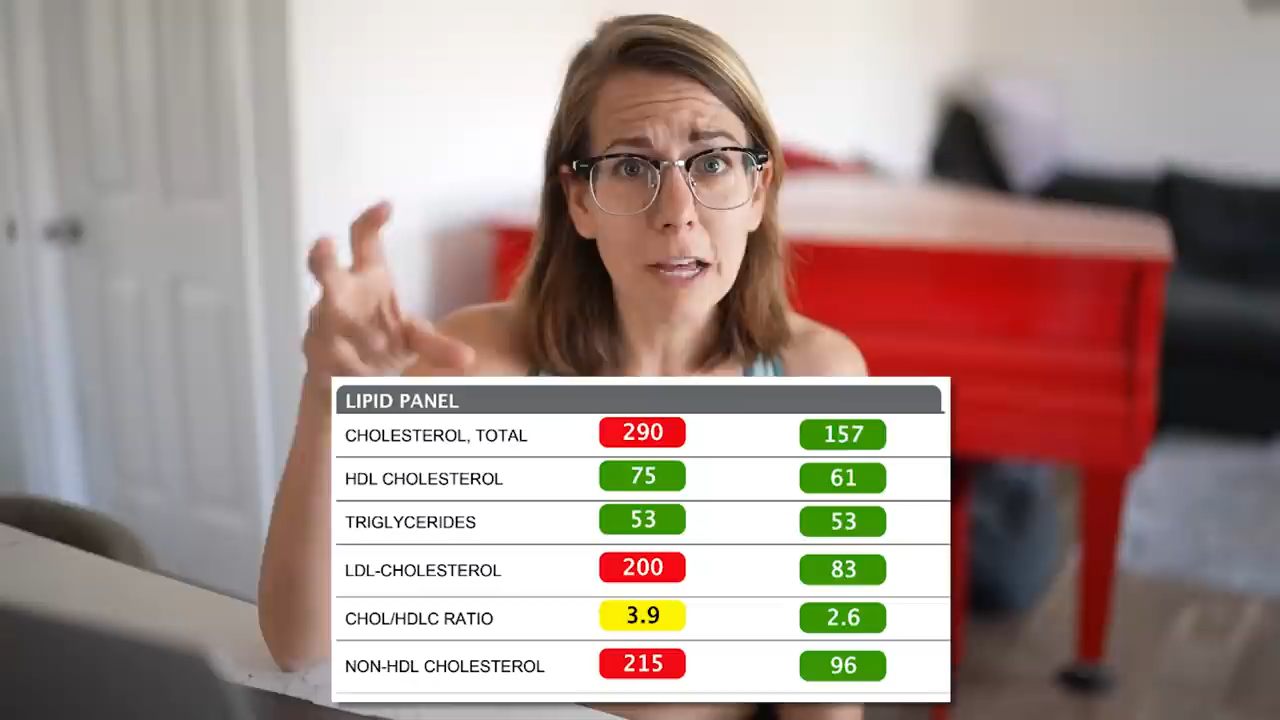 LIPID PANEL
CHOLESTEROL, TOTAL 290 157
HDL CHOLESTEROL 75 61
TRIGLYCERIDES 53 53
LDL-CHOLESTEROL 200 83
CHOL/HDLC RATIO 3.9 2.6
NON-HDL CHOLESTEROL 215 96